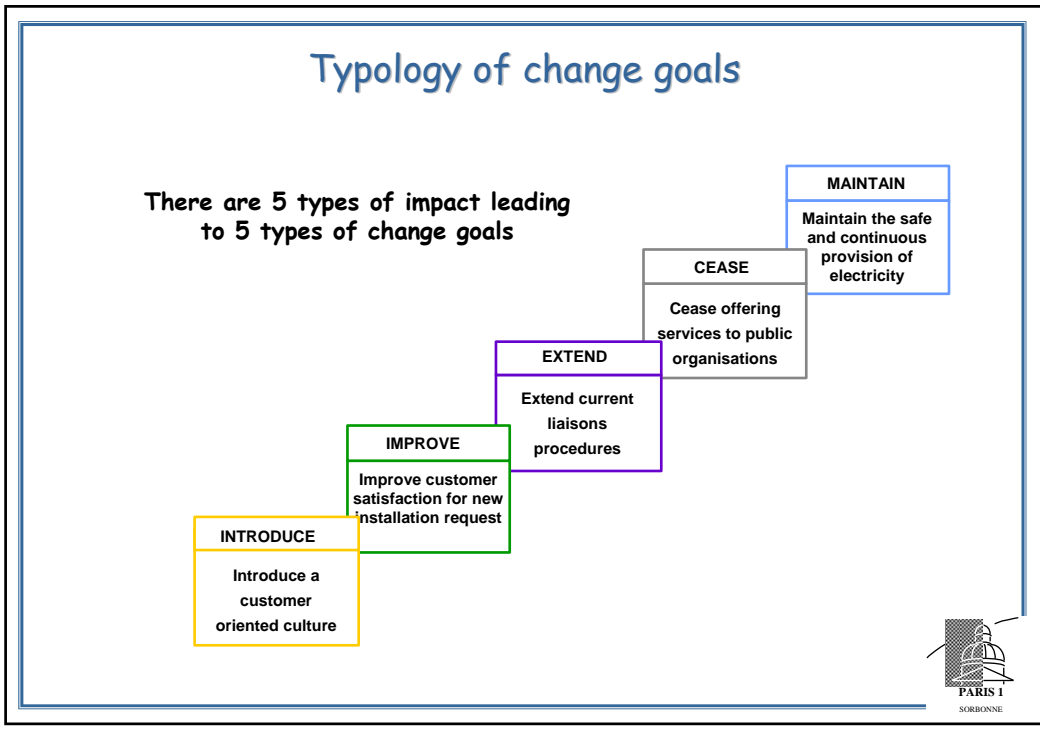 Typology of change goals
There are 5 types of impact leading
to 5 types of change goals
MAINTAIN
Maintain the safe
and continuous
provision of
electricity
CEASE
Cease offering
services to public
organisations
EXTEND
Extend current
liaisons
procedures
IMPROVE
Improve customer
satisfaction for new
installation request
INTRODUCE
Introduce a
customer
oriented culture
PARIS 1
SORBONNE